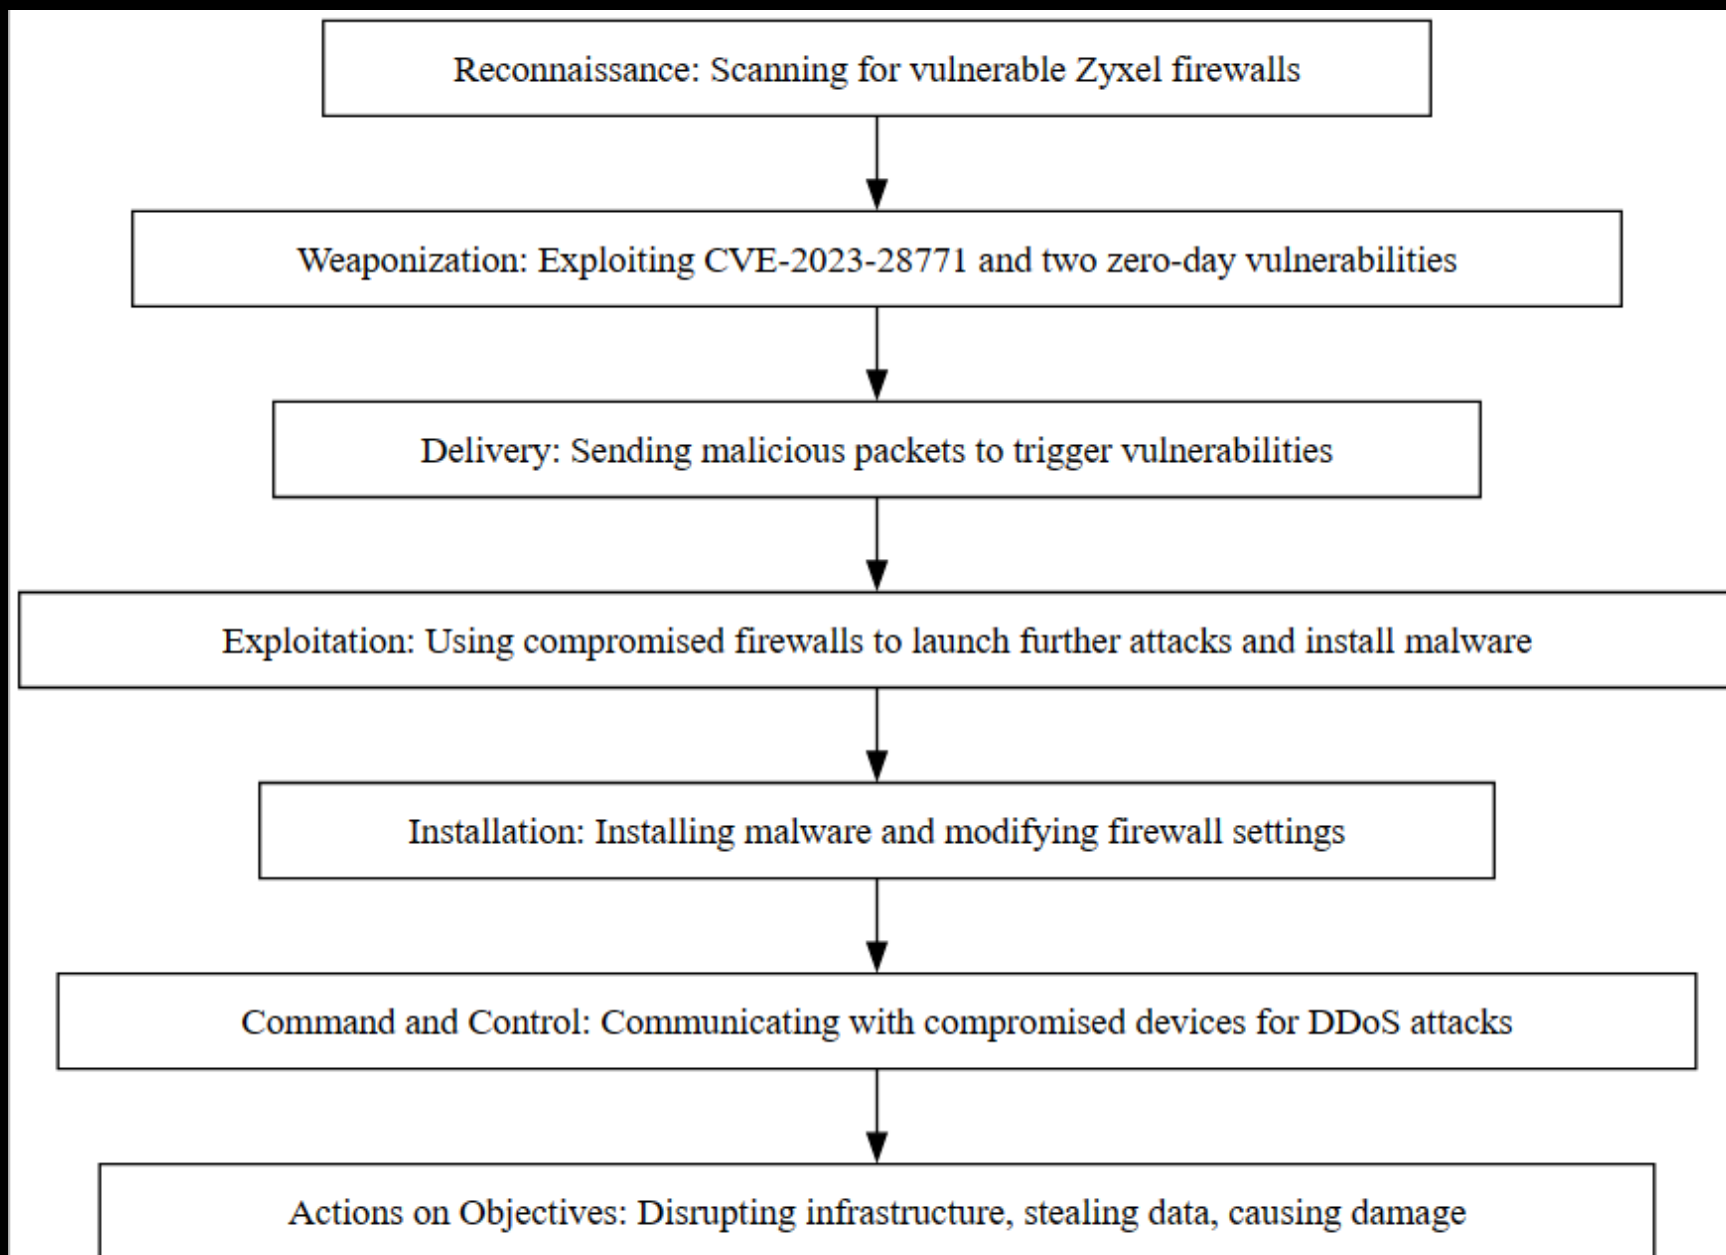 Reconnaissance: Scanning for vulnerable Zyxel firewalls
Weaponization: Exploiting CVE-2023-28771 and two zero-day vulnerabilities
Delivery: Sending malicious packets to trigger vulnerabilities
Exploitation: Using compromised firewalls to launch further attacks and install malware
Installation: Installing malware and modifying firewall settings
Command and Control: Communicating with compromised devices for DDoS attacks
Actions on Objectives: Disrupting infrastructure, stealing data, causing damage